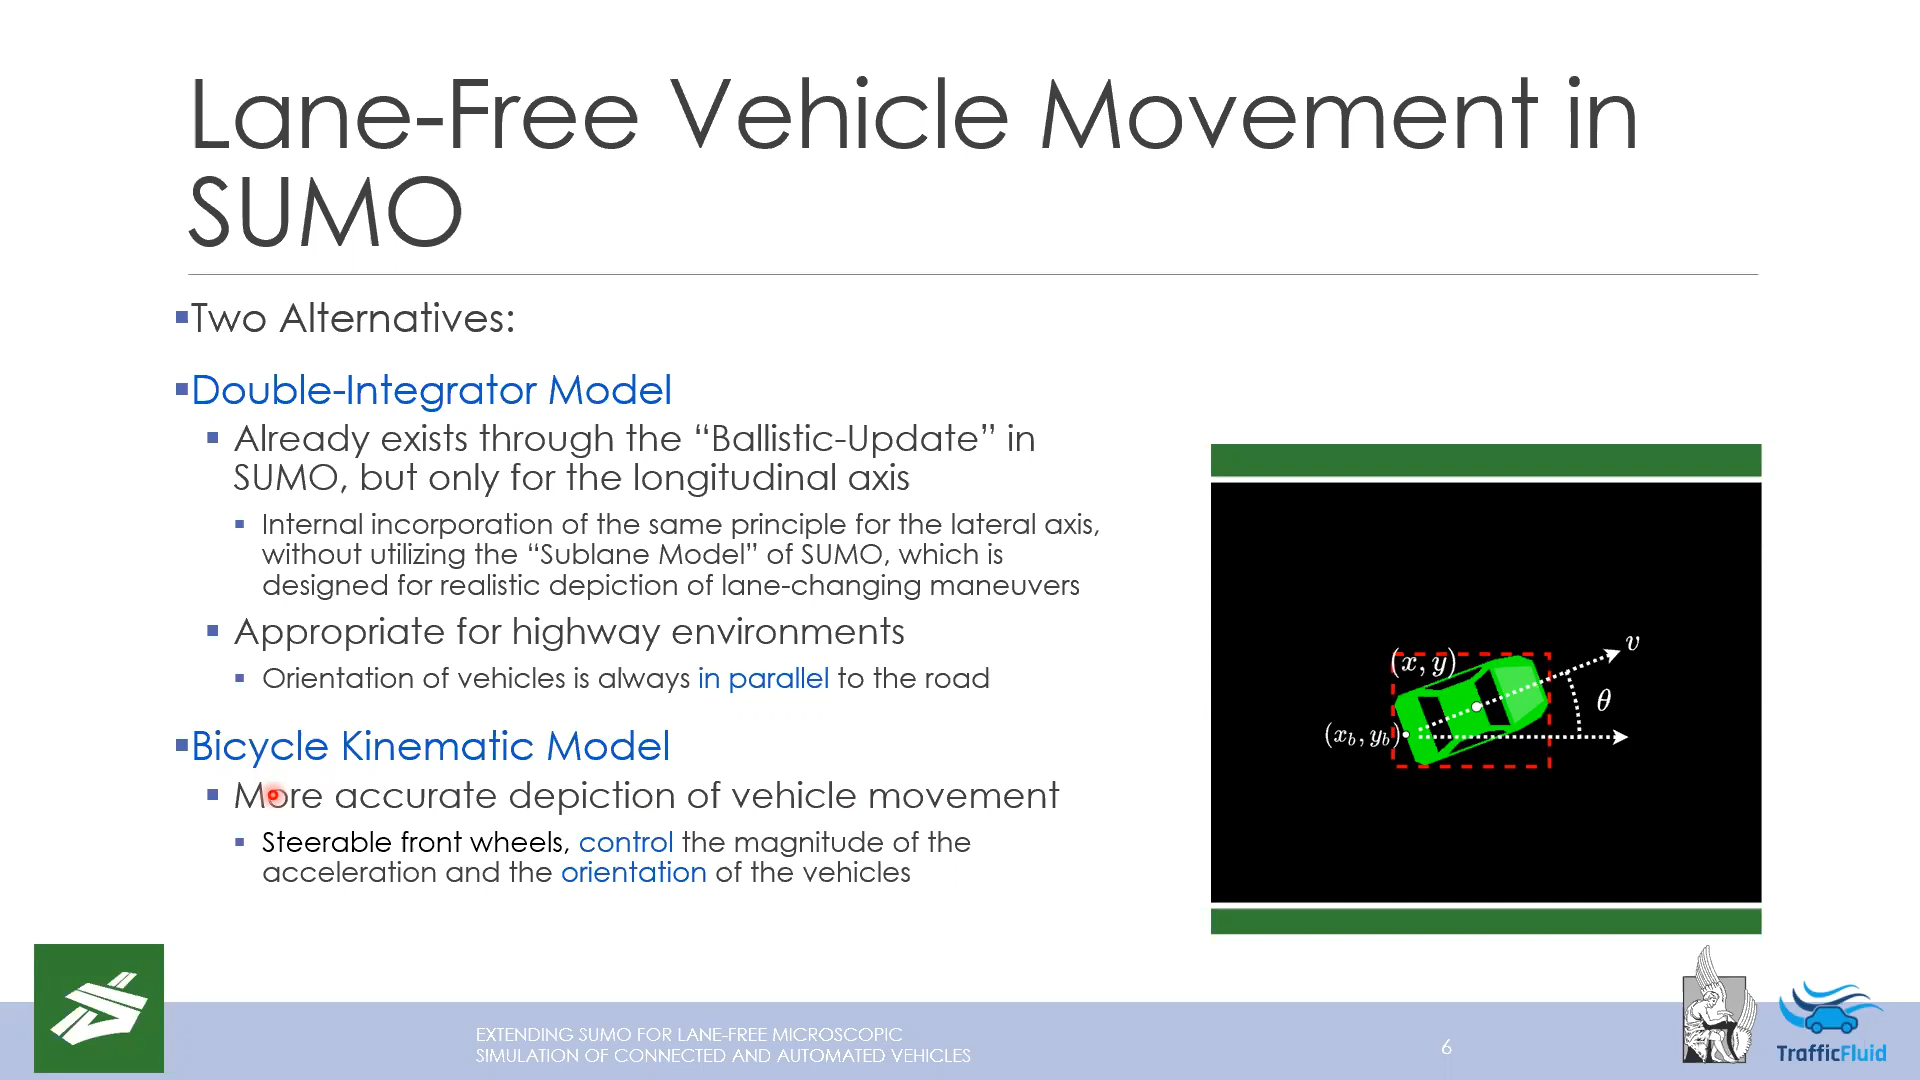 Lane-Free Vehicle Movement in
SUMO
Two Alternatives:
Double-Integrator Model
Already exists through the “Ballistic-Update” in
SUMO, but only for the longitudinal axis
Internal incorporation of the same principle for the lateral axis,
without utilizing the “Sublane Model” of SUMO, which is
designed for realistic depiction of lane-changing maneuvers
Appropriate for highway environments
Orientation of vehicles is always in parallel to the road
Bicycle Kinematic Model
More accurate depiction of vehicle movement
Steerable front wheels, control the magnitude of the
acceleration and the orientation of the vehicles
v
(x, y)
θ
(x_b, y_b)
EXTENDING SUMO FOR LANE-FREE MICROSCOPIC
SIMULATION OF CONNECTED AND AUTOMATED VEHICLES
6
TrafficFluid